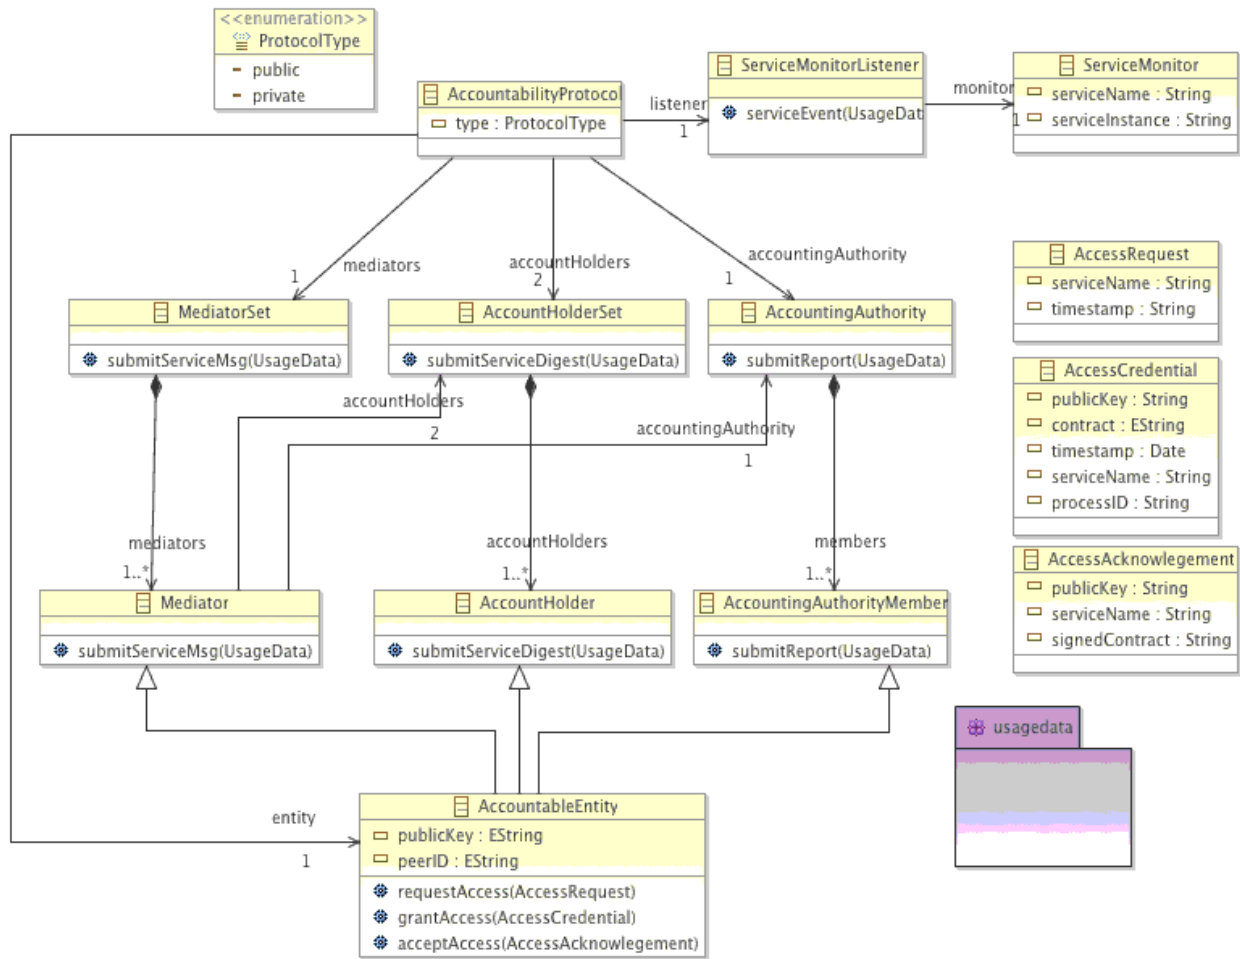 <<enumeration>>
ProtocolType
public
private
AccountabilityProtocol
type : ProtocolType
listener
1
ServiceMonitorListener
serviceEvent(UsageDat
monitor
1
ServiceMonitor
serviceName : String
serviceInstance : String
mediators
1
accountHolders
2
accountingAuthority
1
AccessRequest
serviceName : String
timestamp : String
MediatorSet
submitServiceMsg(UsageData)
AccountHolderSet
submitServiceDigest(UsageData)
AccountingAuthority
submitReport(UsageData)
AccessCredential
publicKey : String
contract : EString
timestamp : Date
serviceName : String
processID : String
accountHolders
2
accountingAuthority
1
mediators
1..*
accountHolders
1..*
members
1..*
AccessAcknowlegement
publicKey : String
serviceName : String
signedContract : String
Mediator
submitServiceMsg(UsageData)
AccountHolder
submitServiceDigest(UsageData)
AccountingAuthorityMember
submitReport(UsageData)
usagedata
entity
1
AccountableEntity
publicKey : EString
peerID : EString
requestAccess(AccessRequest)
grantAccess(AccessCredential)
acceptAccess(AccessAcknowlegement)